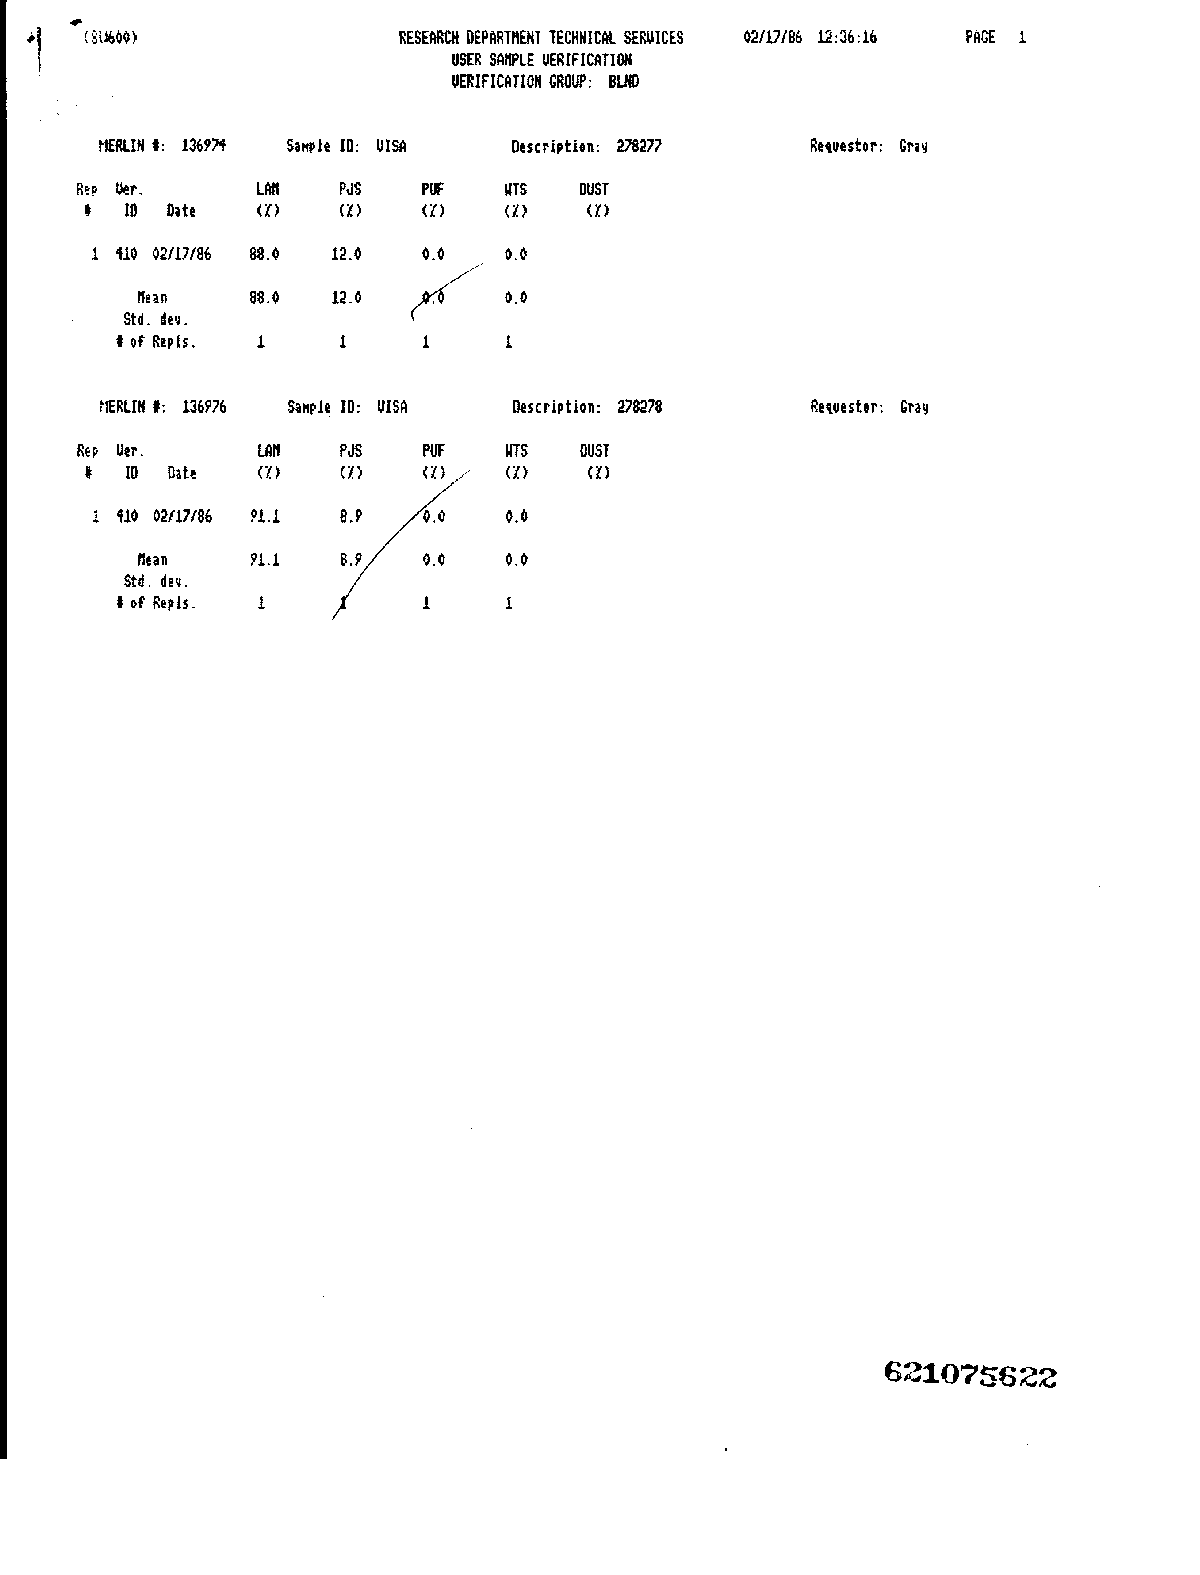 (SV600) RESEARCH DEPARTMENT TECHNICAL SERVICES 02/17/86 12:36:16 PAGE 1
USER SAMPLE VERIFICATION
VERIFICATION GROUP: BLND
MERLIN #: 136974 Sample ID: VISA Description: 278277 Requestor: Gray
Rep Ver. LAM PJS PUF WTS DUST
# ID Date (%) (%) (%) (%) (%)
1 410 02/17/86 88.0 12.0 0.0 0.0
Mean 88.0 12.0 0.0 0.0
Std. dev.
# of Repls. 1 1 1 1
MERLIN #: 136976 Sample ID: VISA Description: 278278 Requestor: Gray
Rep Ver. LAM PJS PUF WTS DUST
# ID Date (%) (%) (%) (%) (%)
1 410 02/17/86 91.1 8.9 0.0 0.0
Mean 91.1 8.9 0.0 0.0
Std. dev.
# of Repls. 1 1 1 1
621075622